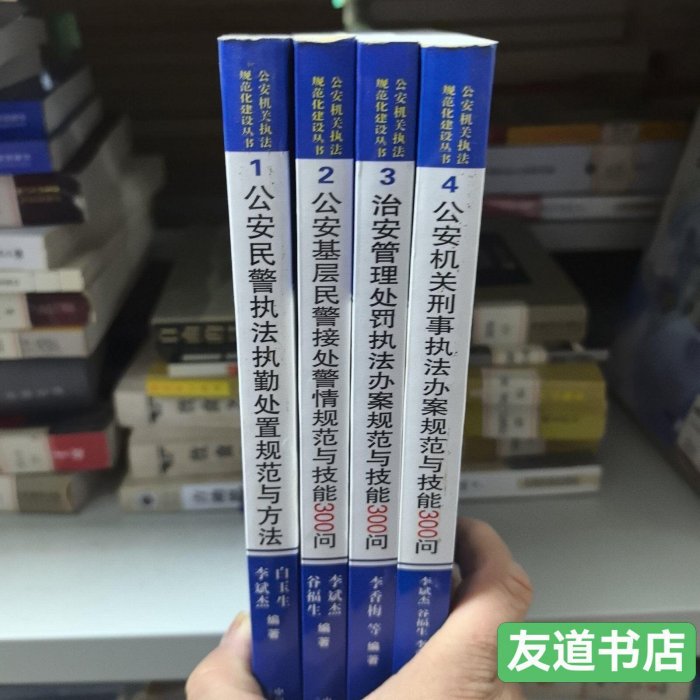 公安机关执法
规范化建设丛书
1
公安民警执法执勤处置规范与方法
白玉生
李斌杰
编著
公安机关执法
规范化建设丛书
2
公安基层民警接处警情规范与技能300问
李斌杰
谷福生
编著
公安机关执法
规范化建设丛书
3
治安管理处罚执法办案规范与技能300问
李香梅 等 编著
公安机关执法
规范化建设丛书
4
公安机关刑事执法办案规范与技能300问
李斌杰 谷福生
友道书店